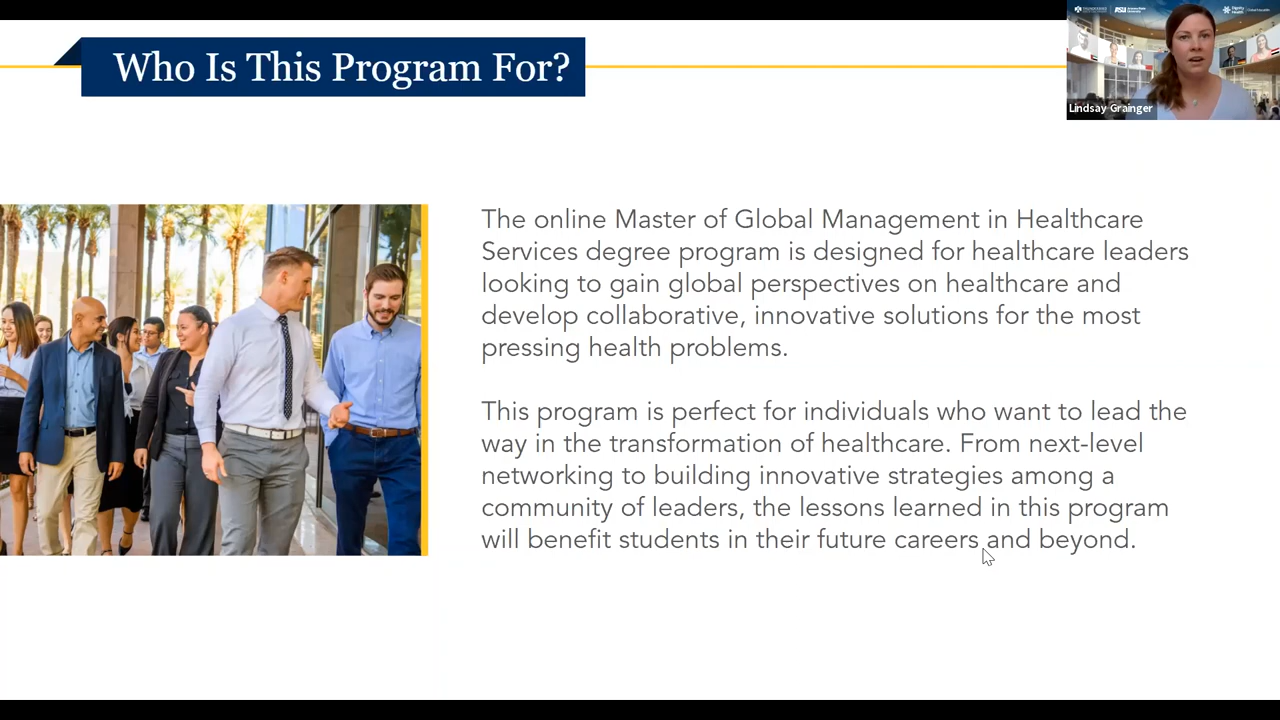 Who Is This Program For?
Lindsay Grainger
The online Master of Global Management in Healthcare
Services degree program is designed for healthcare leaders
looking to gain global perspectives on healthcare and
develop collaborative, innovative solutions for the most
pressing health problems.
This program is perfect for individuals who want to lead the
way in the transformation of healthcare. From next-level
networking to building innovative strategies among a
community of leaders, the lessons learned in this program
will benefit students in their future careers and beyond.